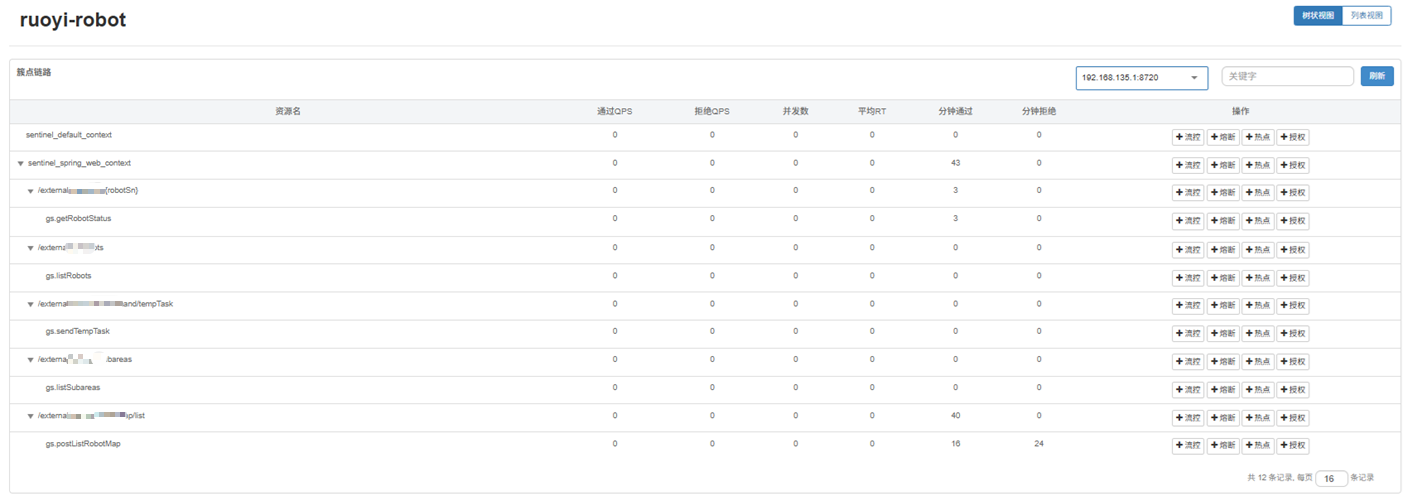 ruoyi-robot
树状视图 列表视图
簇点链路 192.168.135.1:8720 关键字 刷新
资源名 通过QPS 拒绝QPS 并发数 平均RT 分钟通过 分钟拒绝 操作
sentinel_default_context 0 0 0 0 0 0 +流控 +熔断 +热点 +授权
sentinel_spring_web_context 0 0 0 0 43 0 +流控 +熔断 +热点 +授权
/external {robotSn} 0 0 0 0 3 0 +流控 +熔断 +热点 +授权
gs.getRobotStatus 0 0 0 0 3 0 +流控 +熔断 +热点 +授权
/externa ts 0 0 0 0 0 0 +流控 +熔断 +热点 +授权
gs.listRobots 0 0 0 0 0 0 +流控 +熔断 +热点 +授权
/external and/tempTask 0 0 0 0 0 0 +流控 +熔断 +热点 +授权
gs.sendTempTask 0 0 0 0 0 0 +流控 +熔断 +热点 +授权
/externa bareas 0 0 0 0 0 0 +流控 +熔断 +热点 +授权
gs.listSubareas 0 0 0 0 0 0 +流控 +熔断 +热点 +授权
/external p/list 0 0 0 0 40 0 +流控 +熔断 +热点 +授权
gs.postListRobotMap 0 0 0 0 16 24 +流控 +熔断 +热点 +授权
共 12 条记录, 每页 16 条记录